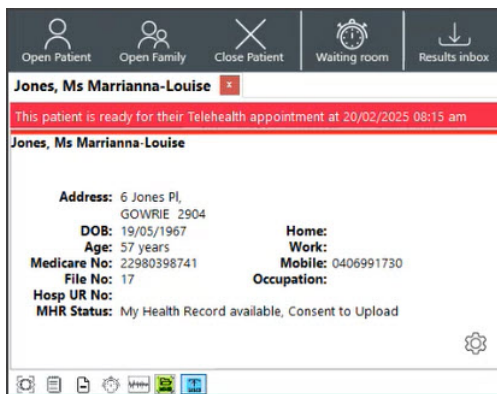 Open Patient Open Family Close Patient Waiting room Results inbox
Jones, Ms Marrianna-Louise x
This patient is ready for their Telehealth appointment at 20/02/2025 08:15 am
Jones, Ms Marrianna-Louise
Address: 6 Jones Pl,
GOWRIE 2904
DOB: 19/05/1967 Home:
Age: 57 years Work:
Medicare No: 22980398741 Mobile: 0406991730
File No: 17 Occupation:
Hosp UR No:
MHR Status: My Health Record available, Consent to Upload